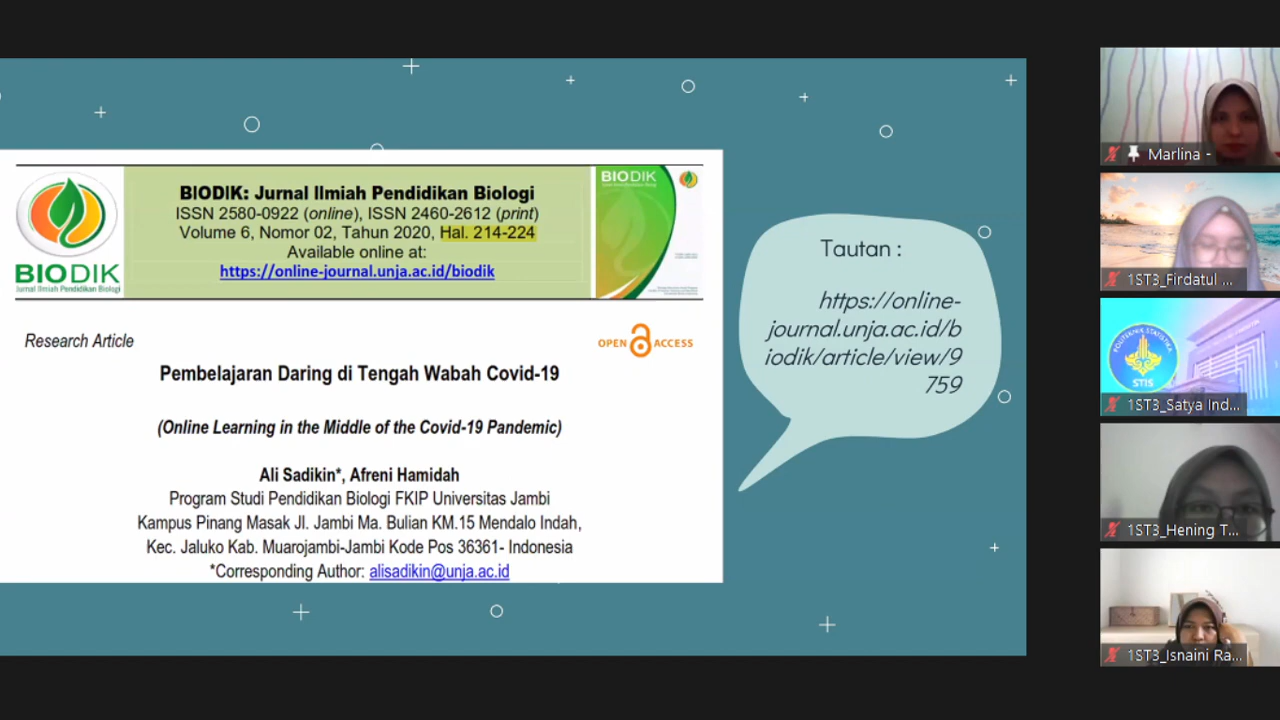 BIODIK
Jurnal Ilmiah Pendidikan Biologi
BIODIK: Jurnal Ilmiah Pendidikan Biologi
ISSN 2580-0922 (online), ISSN 2460-2612 (print)
Volume 6, Nomor 02, Tahun 2020, Hal. 214-224
Available online at:
https://online-journal.unja.ac.id/biodik
BIODIK
Research Article
OPEN ACCESS
Pembelajaran Daring di Tengah Wabah Covid-19
(Online Learning in the Middle of the Covid-19 Pandemic)
Ali Sadikin*, Afreni Hamidah
Program Studi Pendidikan Biologi FKIP Universitas Jambi
Kampus Pinang Masak Jl. Jambi Ma. Bulian KM.15 Mendalo Indah,
Kec. Jaluko Kab. Muarojambi-Jambi Kode Pos 36361- Indonesia
*Corresponding Author: alisadikin@unja.ac.id
Tautan :
https://online-
journal.unja.ac.id/b
iodik/article/view/9
759
Marlina -
1ST3_Firdatul ...
POLITEKNIK STATISTIKA
STIS
1ST3_Satya Ind...
1ST3_Hening T...
1ST3_Isnaini Ra...